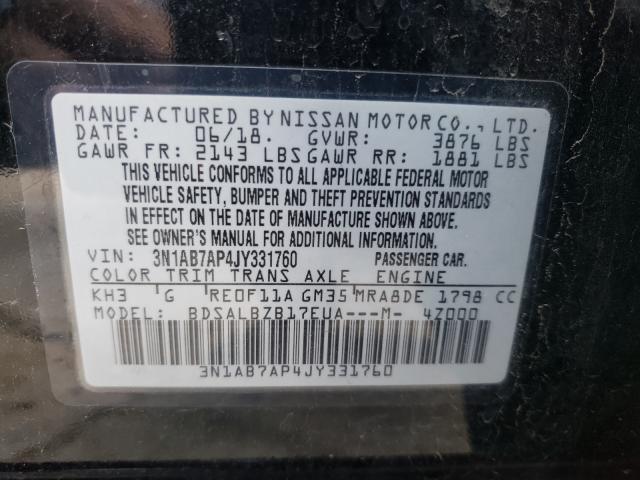 MANUFACTURED BY NISSAN MOTOR CO., LTD.
DATE: 06/18. GVWR: 3876 LBS
GAWR FR: 2143 LBS GAWR RR: 1881 LBS
THIS VEHICLE CONFORMS TO ALL APPLICABLE FEDERAL MOTOR
VEHICLE SAFETY, BUMPER AND THEFT PREVENTION STANDARDS
IN EFFECT ON THE DATE OF MANUFACTURE SHOWN ABOVE.
SEE OWNER'S MANUAL FOR ADDITIONAL INFORMATION.
VIN: 3N1AB7AP4JY331760 PASSENGER CAR.
COLOR TRIM TRANS AXLE ENGINE
KH3 G RE0F11A GM35 MRA8DE 1798 CC
MODEL: BDSALBZB17EUA---M- 4Z000
3N1AB7AP4JY331760